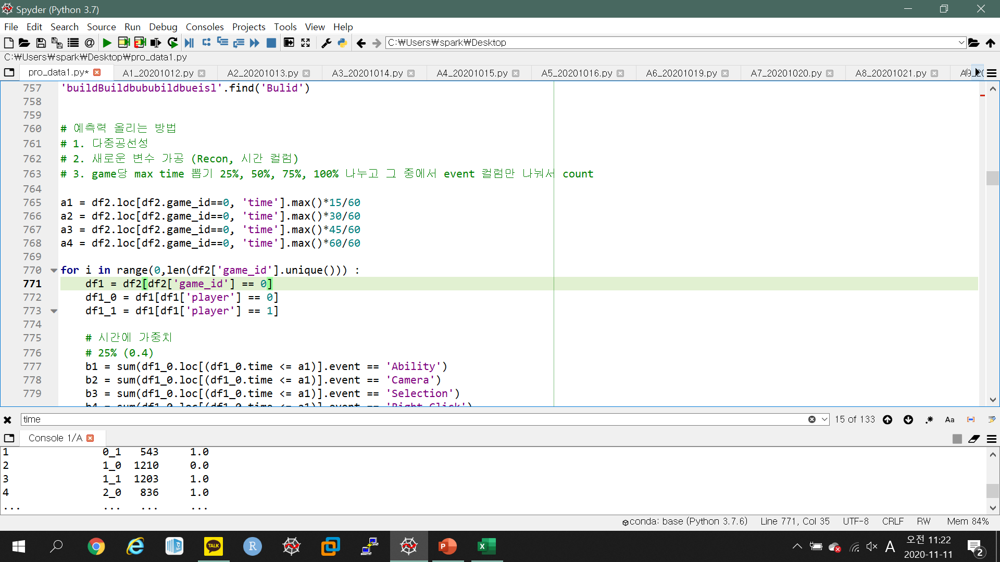 Spyder (Python 3.7)
File Edit Search Source Run Debug Consoles Projects Tools View Help
C:₩Users₩spark₩Desktop
C:₩Users₩spark₩Desktop₩pro_data1.py
pro_data1.py* A1_20201012.py A2_20201013.py A3_20201014.py A4_20201015.py A5_20201016.py A6_20201019.py A7_20201020.py A8_20201021.py
757 'buildBuildbububildbueisl'.find('Bulid')
758
759
760 # 예측력 올리는 방법
761 # 1. 다중공선성
762 # 2. 새로운 변수 가공 (Recon, 시간 컬럼)
763 # 3. game당 max time 뽑기 25%, 50%, 75%, 100% 나누고 그 중에서 event 컬럼만 나눠서 count
764
765 a1 = df2.loc[df2.game_id==0, 'time'].max()*15/60
766 a2 = df2.loc[df2.game_id==0, 'time'].max()*30/60
767 a3 = df2.loc[df2.game_id==0, 'time'].max()*45/60
768 a4 = df2.loc[df2.game_id==0, 'time'].max()*60/60
769
770 for i in range(0,len(df2['game_id'].unique())) :
771 df1 = df2[df2['game_id'] == 0]
772 df1_0 = df1[df1['player'] == 0]
773 df1_1 = df1[df1['player'] == 1]
774
775 # 시간에 가중치
776 # 25% (0.4)
777 b1 = sum(df1_0.loc[(df1_0.time <= a1)].event == 'Ability')
778 b2 = sum(df1_0.loc[(df1_0.time <= a1)].event == 'Camera')
779 b3 = sum(df1_0.loc[(df1_0.time <= a1)].event == 'Selection')
b4 = sum(df1_0.loc[(df1_0.time <= a1)].event == 'Right Click')
time 15 of 133 .* Aa
Console 1/A
1 0_1 543 1.0
2 1_0 1210 0.0
3 1_1 1203 1.0
4 2_0 836 1.0
... ... ... ...
conda: base (Python 3.7.6) Line 771, Col 35 UTF-8 CRLF RW Mem 84%
TALK R P X A 오전 11:22
2020-11-11 2